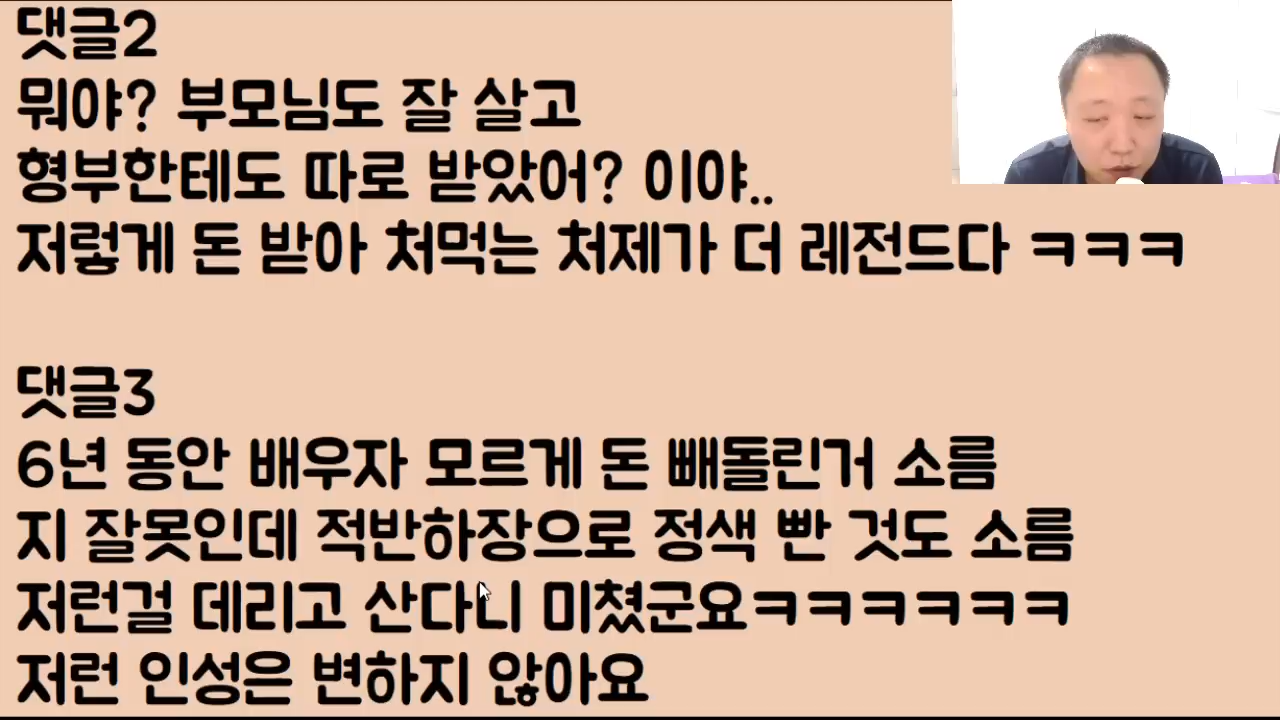 댓글2
뭐야? 부모님도 잘 살고
형부한테도 따로 받았어? 이야..
저렇게 돈 받아 처먹는 처제가 더 레전드다 ㅋㅋㅋ
댓글3
6년 동안 배우자 모르게 돈 빼돌린거 소름
지 잘못인데 적반하장으로 정색 빤 것도 소름
저런걸 데리고 산다니 미쳤군요ㅋㅋㅋㅋㅋㅋ
저런 인성은 변하지 않아요